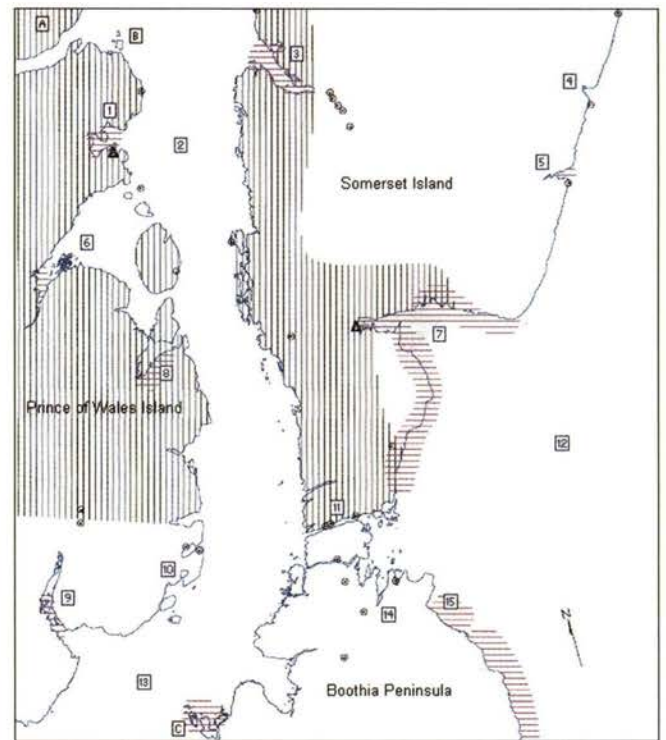 A
B
3
4
1
2
5
Somerset Island
6
7
8
Prince of Wales Island
12
11
10
9
15
14
N
13
Boothia Peninsula
C